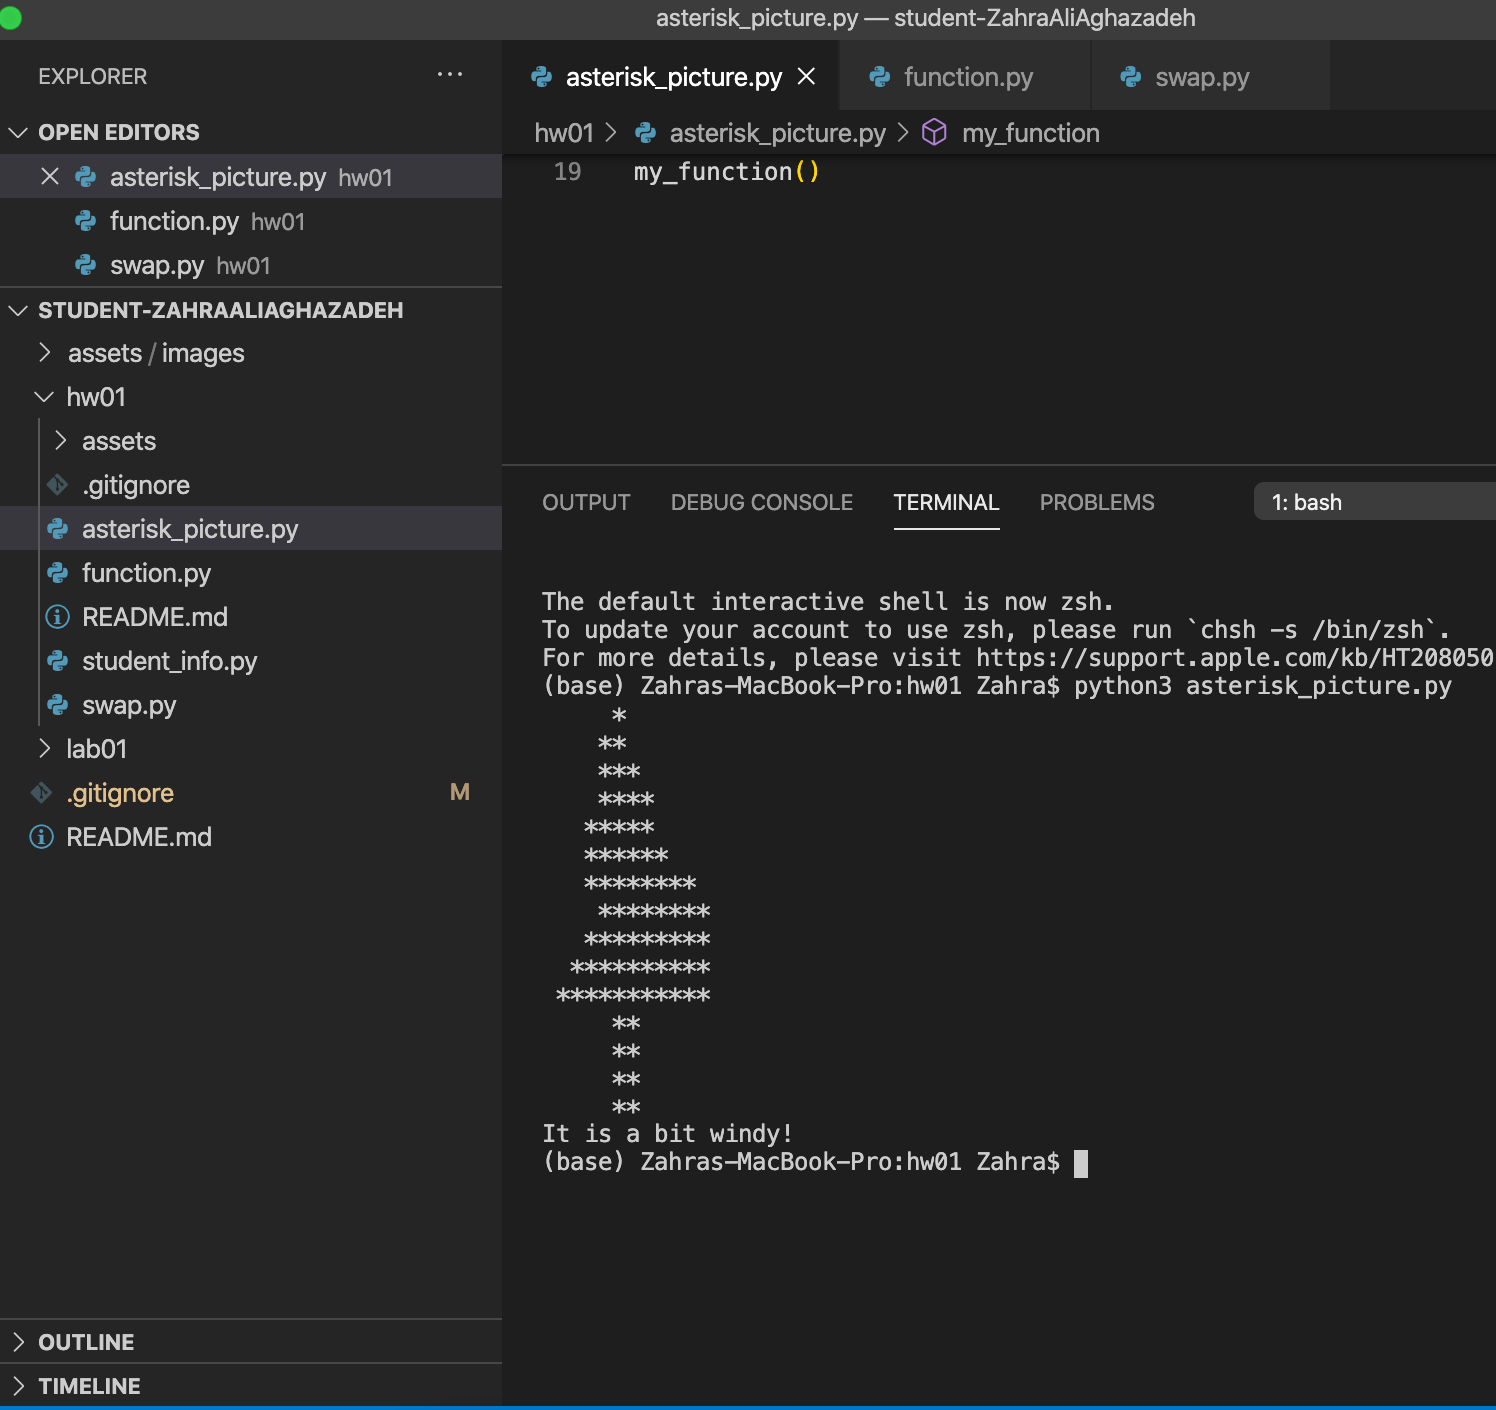 asterisk_picture.py — student-ZahraAliAghazadeh
EXPLORER ···
OPEN EDITORS
asterisk_picture.py hw01
function.py hw01
swap.py hw01
STUDENT-ZAHRAALIAGHAZADEH
assets / images
hw01
assets
.gitignore
asterisk_picture.py
function.py
README.md
student_info.py
swap.py
lab01
.gitignore M
README.md
OUTLINE
TIMELINE
asterisk_picture.py function.py swap.py
hw01 > asterisk_picture.py > my_function
19 my_function()
OUTPUT DEBUG CONSOLE TERMINAL PROBLEMS 1: bash
The default interactive shell is now zsh.
To update your account to use zsh, please run `chsh -s /bin/zsh`.
For more details, please visit https://support.apple.com/kb/HT208050
(base) Zahras-MacBook-Pro:hw01 Zahra$ python3 asterisk_picture.py
     *
    **
    ***
    ****
   *****
   ******
   ********
    ********
   *********
  **********
 ***********
     **
     **
     **
     **
It is a bit windy!
(base) Zahras-MacBook-Pro:hw01 Zahra$